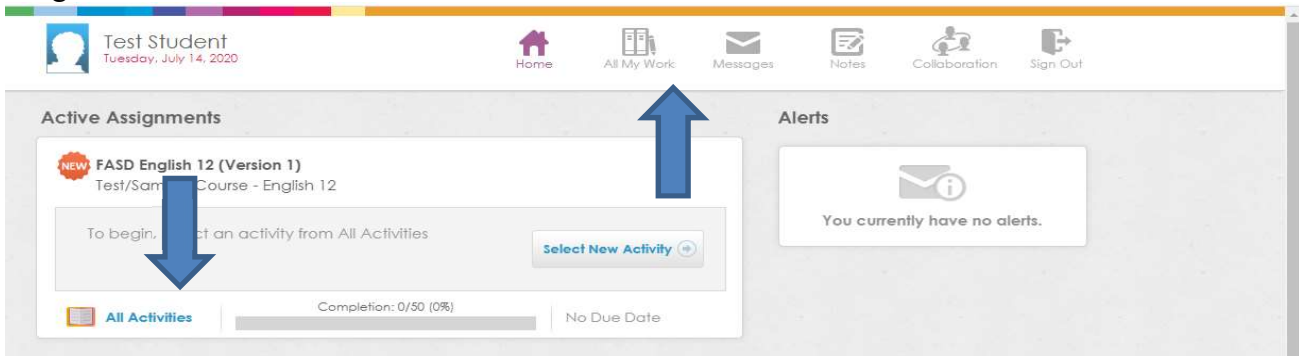 Test Student
Tuesday, July 14, 2020
Home All My Work Messages Notes Collaboration Sign Out
Active Assignments
Alerts
NEW FASD English 12 (Version 1)
Test/Sam Course - English 12
To begin, ct an activity from All Activities
Select New Activity
You currently have no alerts.
All Activities
Completion: 0/50 (0%)
No Due Date